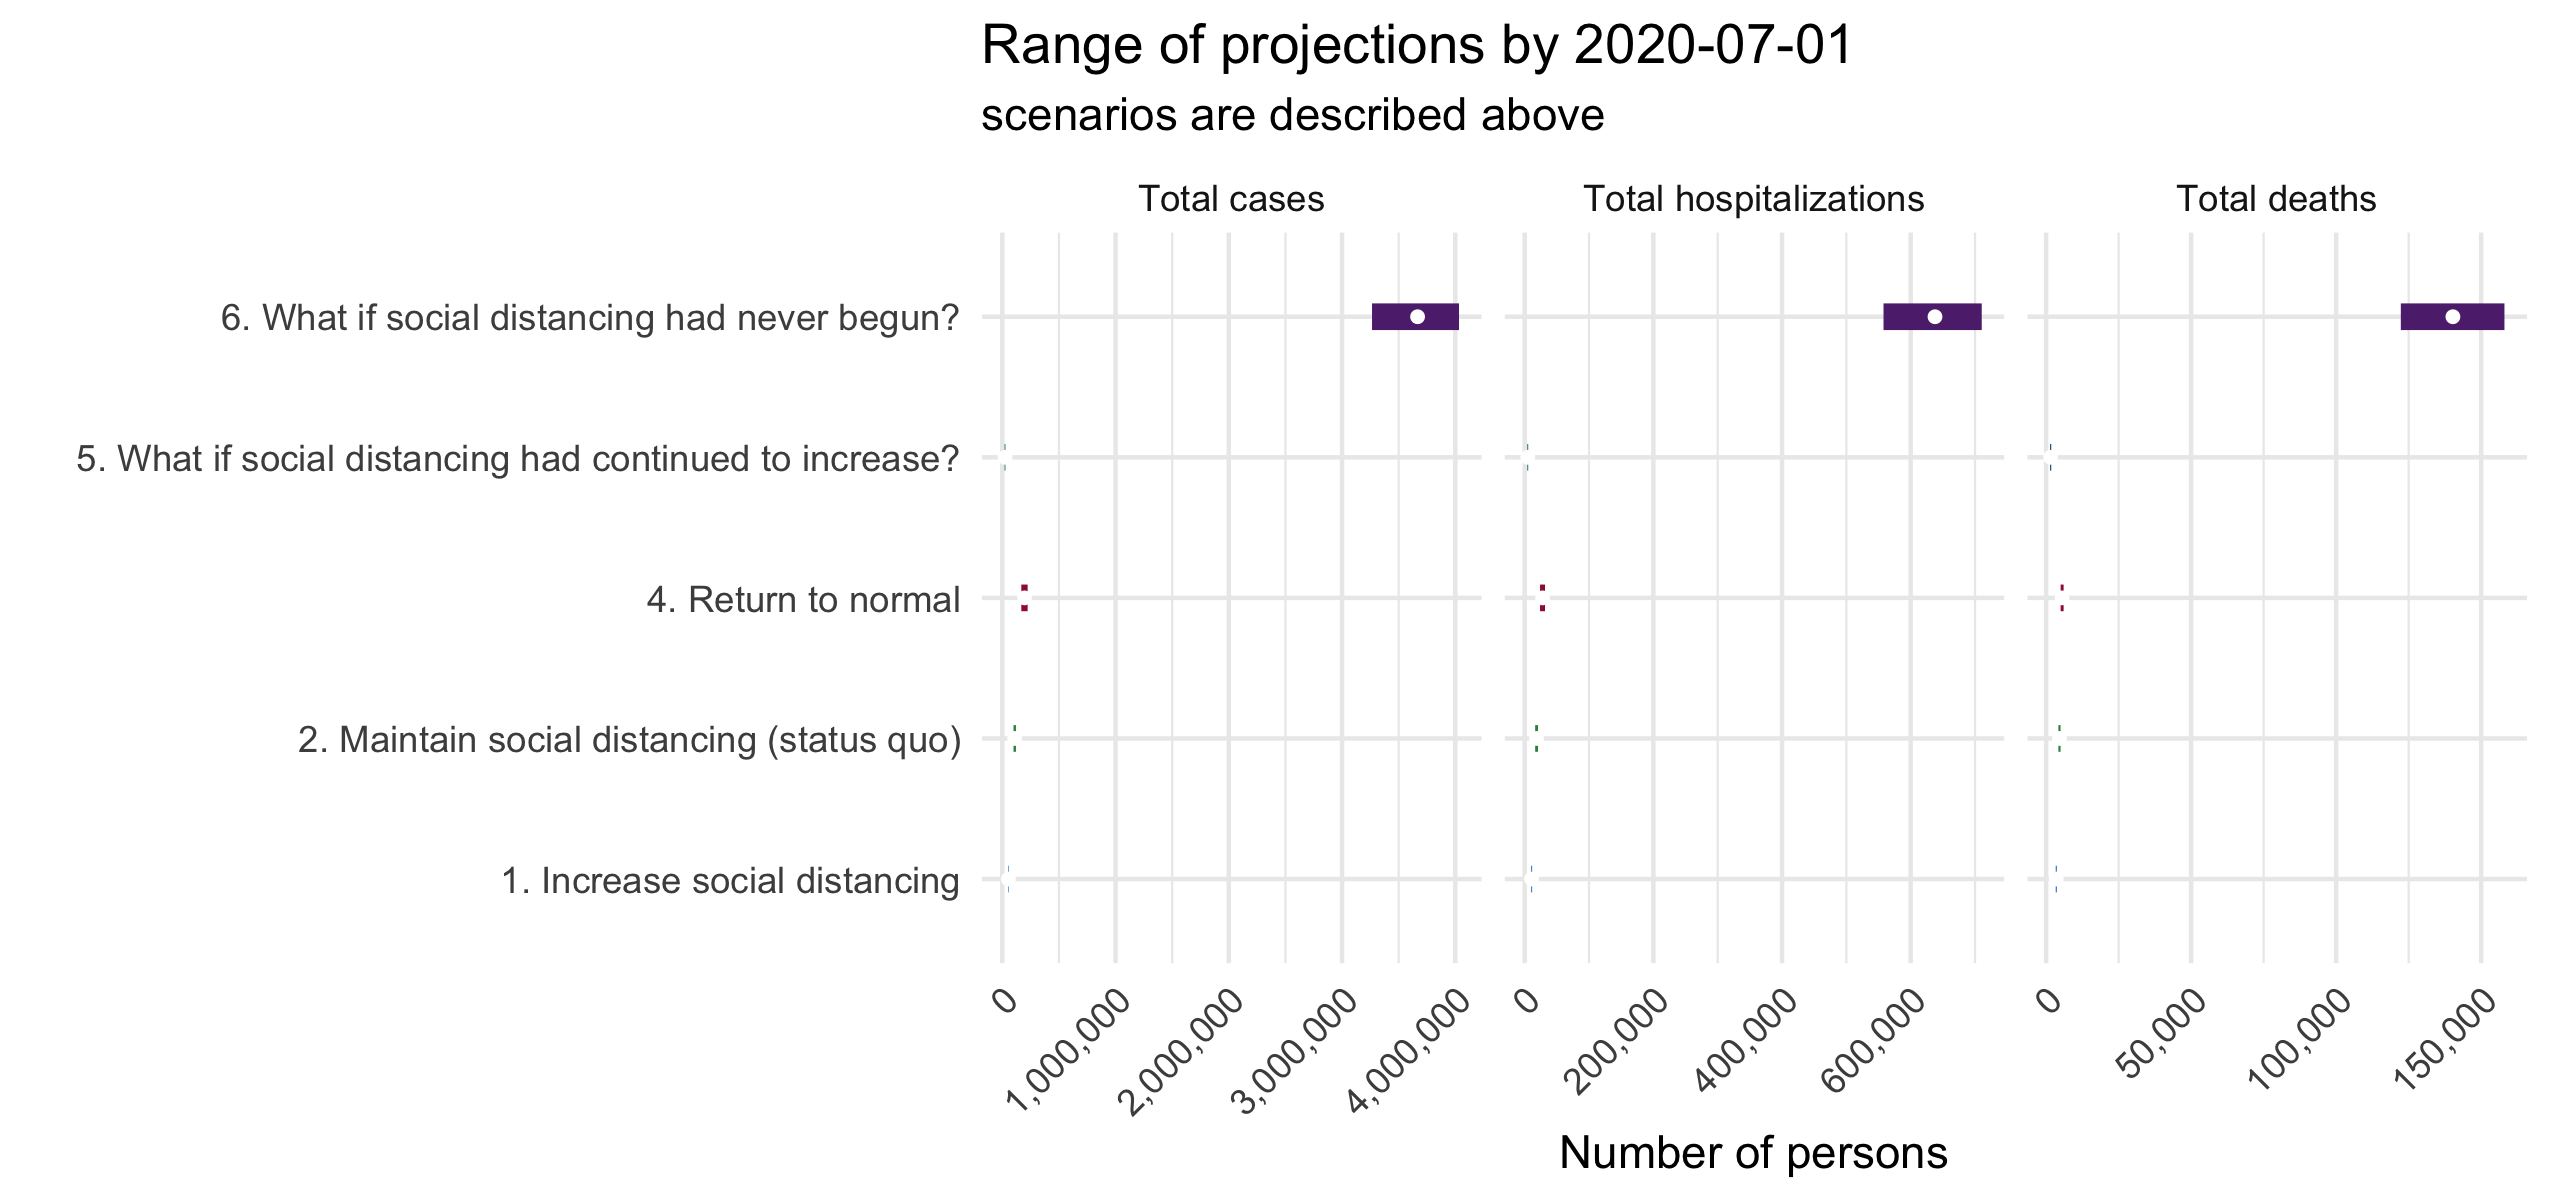 Range of projections by 2020-07-01
scenarios are described above
Total cases
Total hospitalizations
Total deaths
6. What if social distancing had never begun?
5. What if social distancing had continued to increase?
4. Return to normal
2. Maintain social distancing (status quo)
1. Increase social distancing
0
1,000,000
2,000,000
3,000,000
4,000,000
0
200,000
400,000
600,000
0
50,000
100,000
150,000
Number of persons